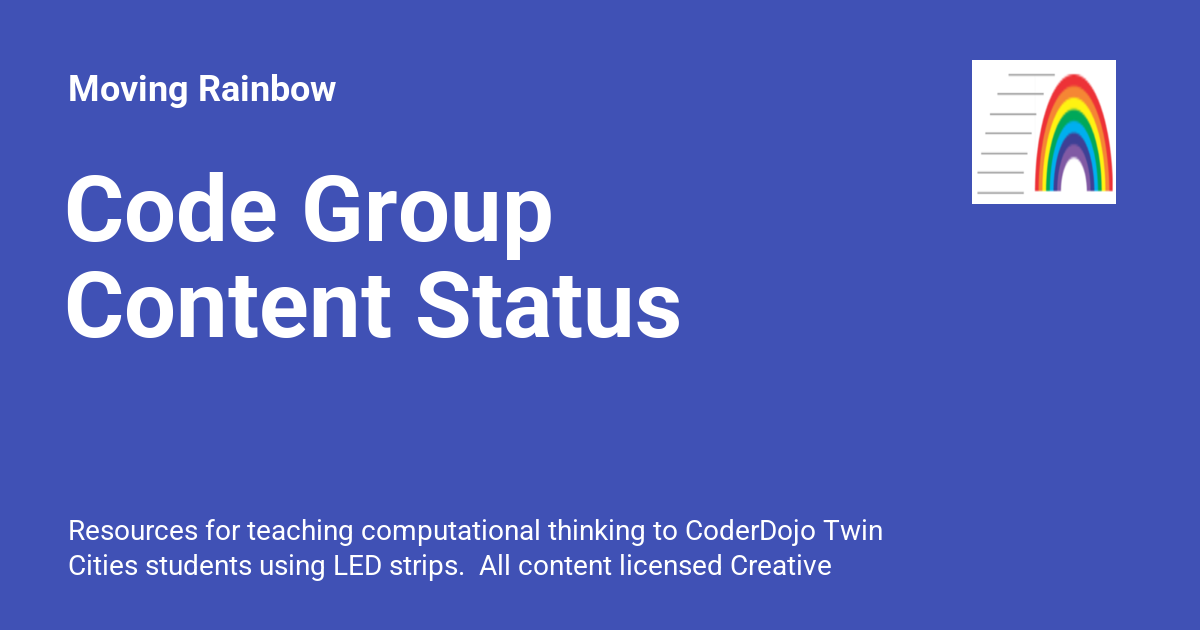 Moving Rainbow
Code Group
Content Status
Resources for teaching computational thinking to CoderDojo Twin
Cities students using LED strips.  All content licensed Creative